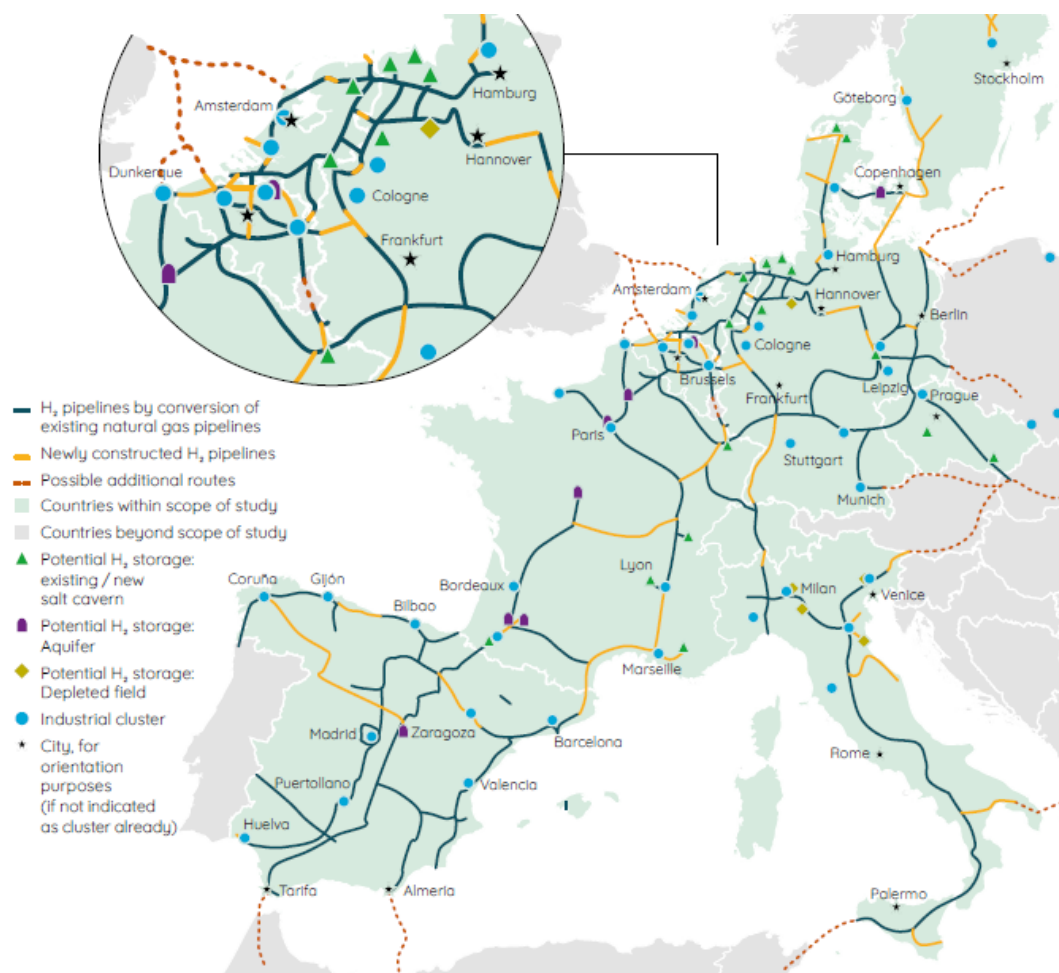 Amsterdam
Hamburg
Hannover
Dunkerque
Cologne
Frankfurt
Stockholm
Göteborg
Copenhagen
Hamburg
Amsterdam
Hannover
Berlin
Cologne
Brussels
Leipzig
Frankfurt
Prague
Paris
Stuttgart
Munich
H₂ pipelines by conversion of
existing natural gas pipelines
Newly constructed H₂ pipelines
Possible additional routes
Countries within scope of study
Countries beyond scope of study
Potential H₂ storage:
existing / new
salt cavern
Potential H₂ storage:
Aquifer
Potential H₂ storage:
Depleted field
Industrial cluster
City, for
orientation
purposes
(if not indicated
as cluster already)
Lyon
Bordeaux
Milan
Venice
Coruña
Gijón
Bilbao
Marseille
Madrid
Zaragoza
Barcelona
Rome
Puertollano
Valencia
Huelva
Tarifa
Almeria
Palermo